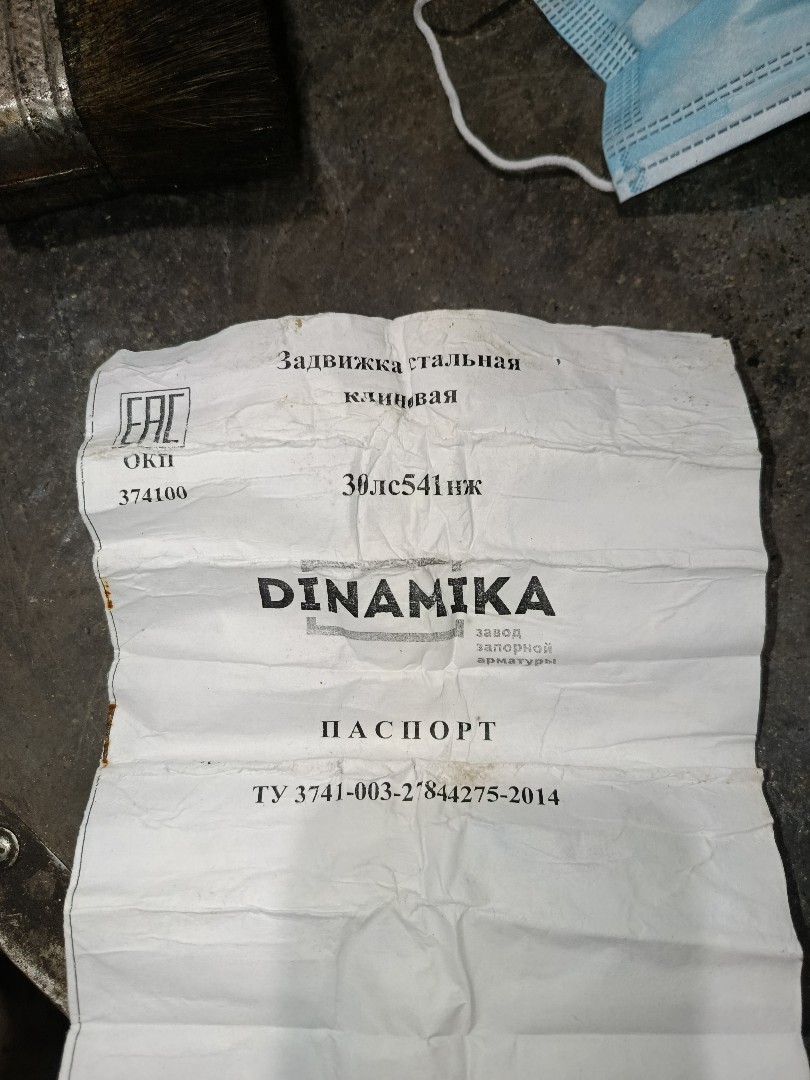 Задвижка стальная
клиновая
EAC
ОКП
374100
30лс541нж
DINAMIKA
завод
запорной
арматуры
ПАСПОРТ
ТУ 3741-003-27844275-2014